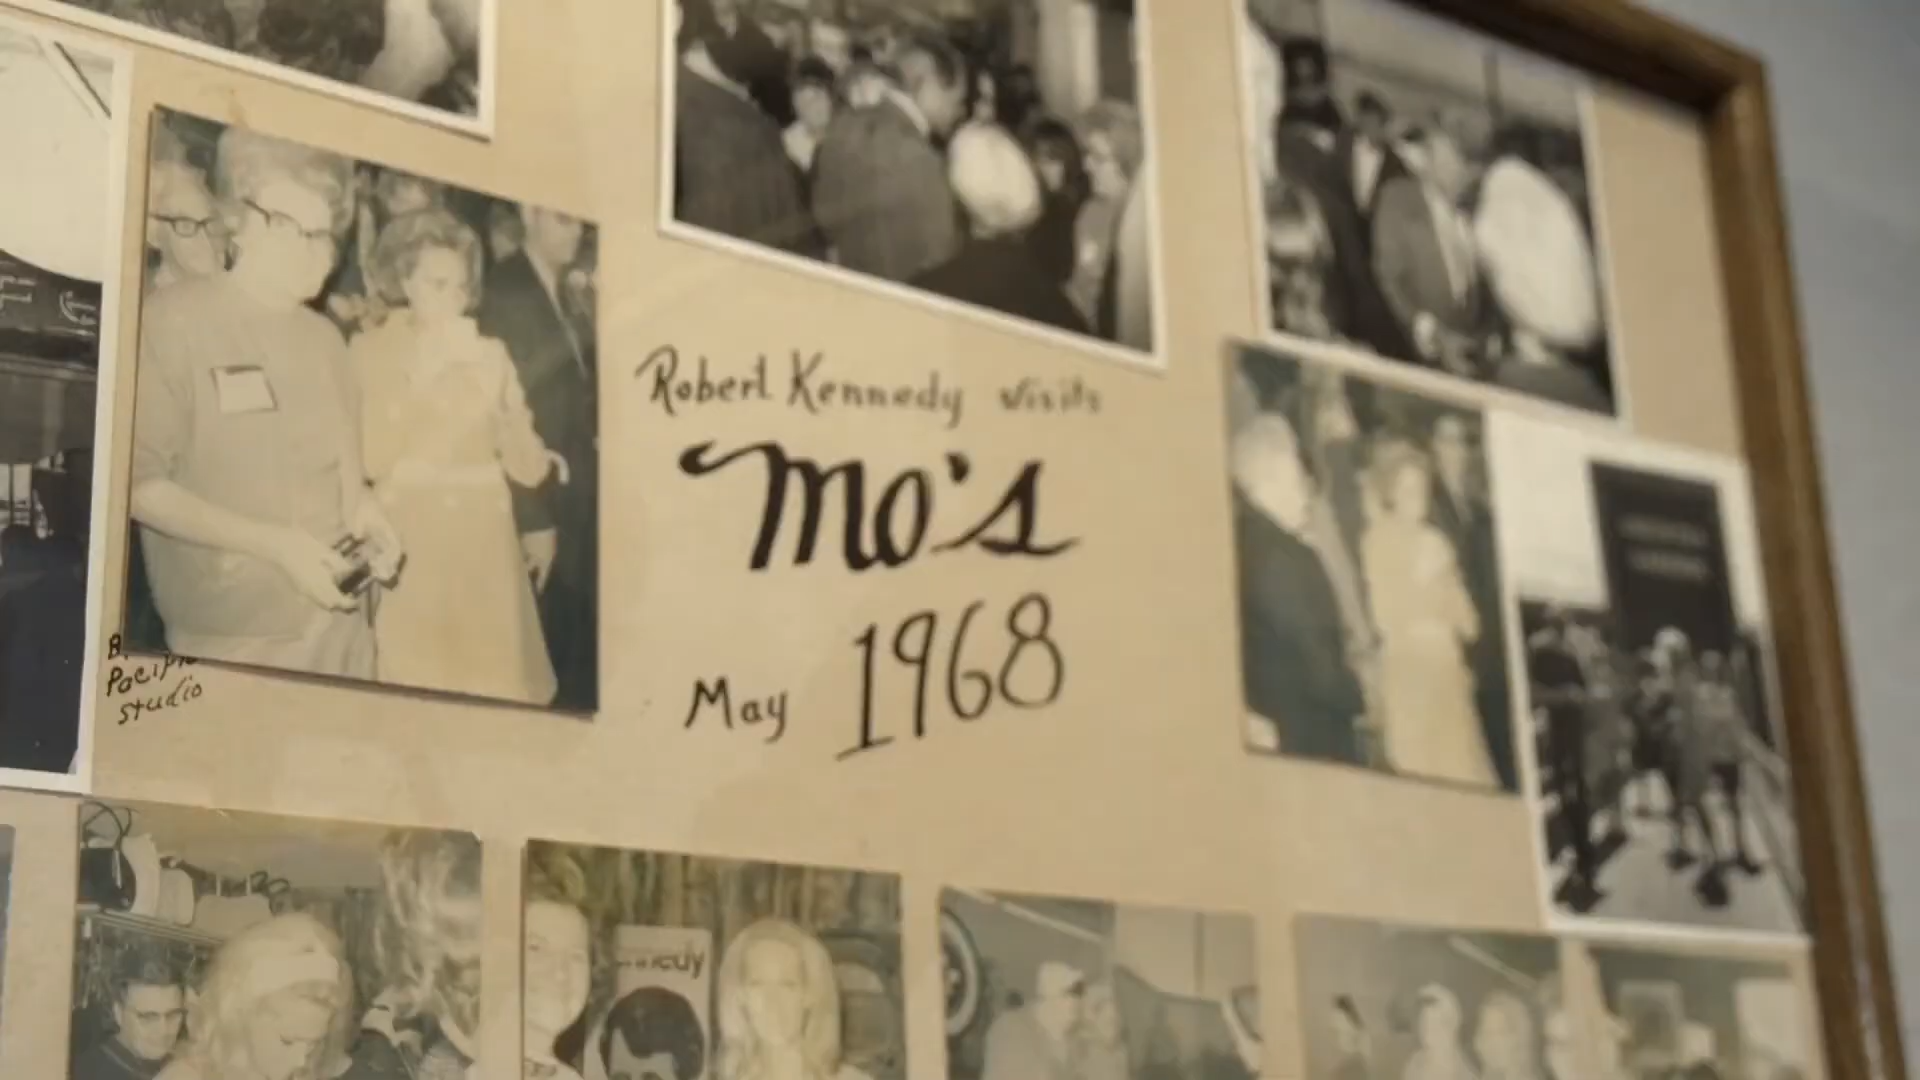 Robert Kennedy visits
Mo's
May 1968
B.
Pacific
Studio